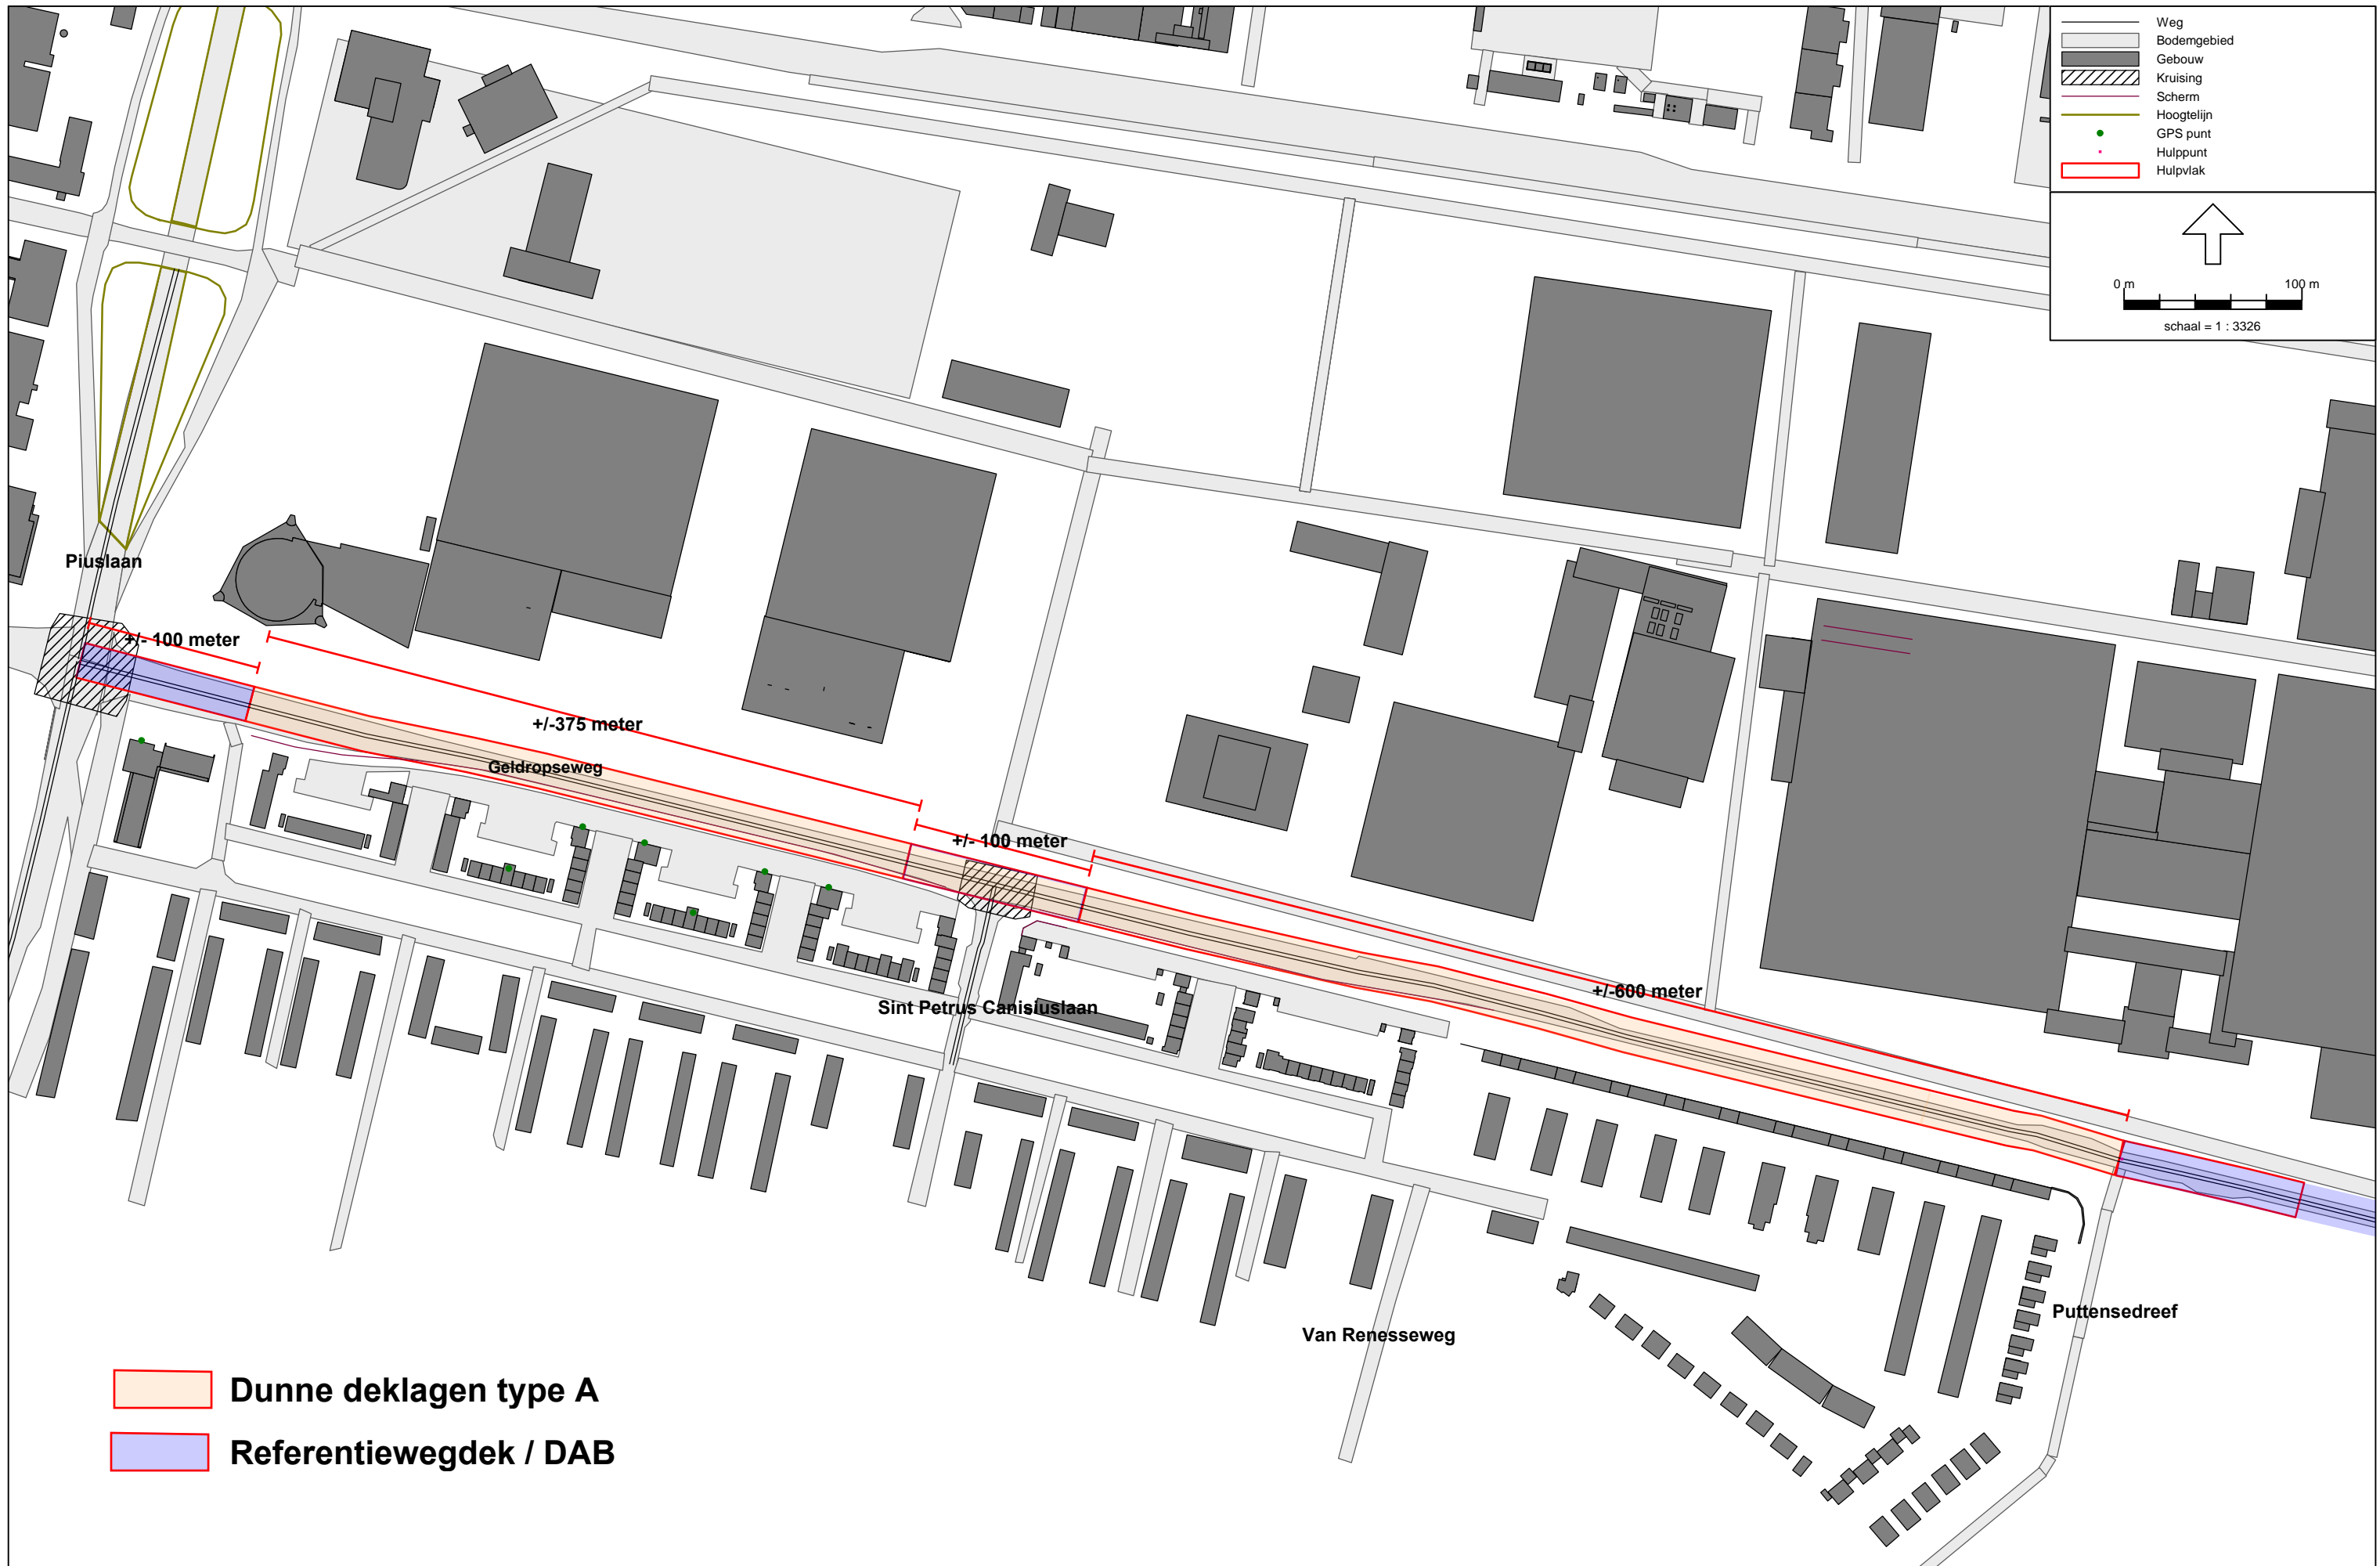 Weg
Bodemgebied
Gebouw
Kruising
Scherm
Hoogtelijn
GPS punt
Hulppunt
Hulpvlak
0 m 100 m
schaal = 1 : 3326
Piuslaan
+/- 100 meter
+/-375 meter
Geldropseweg
+/- 100 meter
+/-600 meter
Sint Petrus Canisiuslaan
Puttensedreef
Van Renesseweg
Dunne deklagen type A
Referentiewegdek / DAB